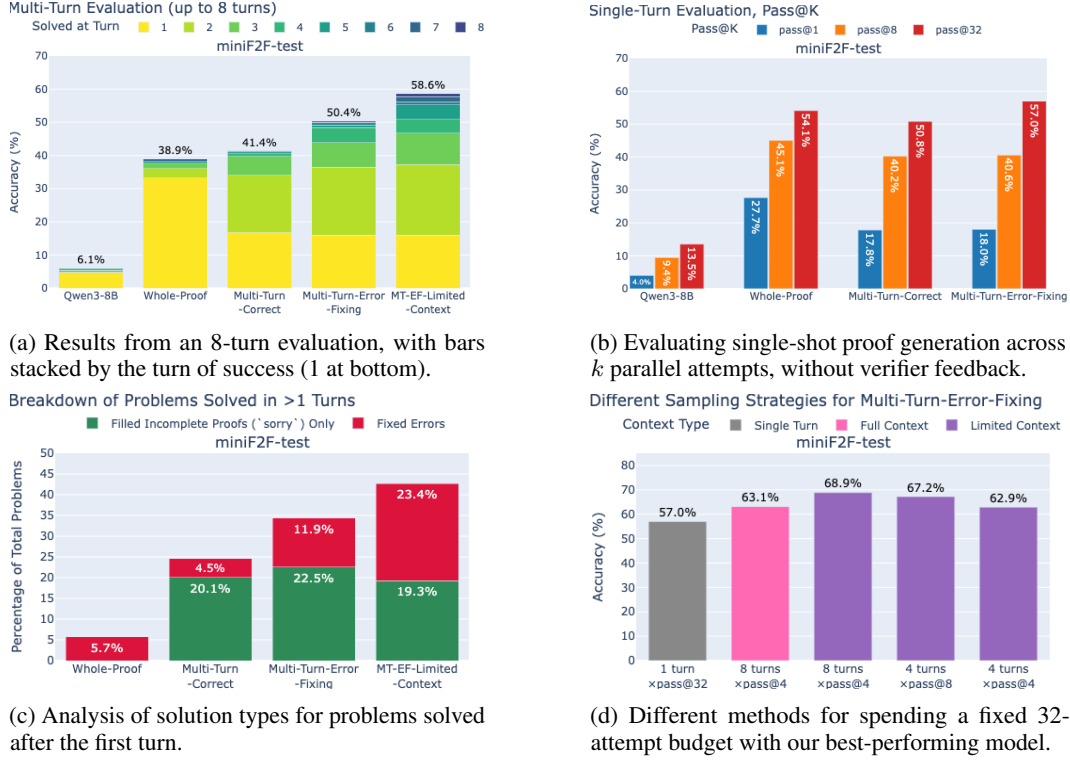 Multi-Turn Evaluation (up to 8 turns)
Solved at Turn 1 2 3 4 5 6 7 8
miniF2F-test
Accuracy (%)
70
60
50
40
30
20
10
0
6.1%
38.9%
41.4%
50.4%
58.6%
Qwen3-8B
Whole-Proof
Multi-Turn
-Correct
Multi-Turn-Error
-Fixing
MT-EF-Limited
-Context
(a) Results from an 8-turn evaluation, with bars
stacked by the turn of success (1 at bottom).
Single-Turn Evaluation, Pass@K
Pass@K pass@1 pass@8 pass@32
miniF2F-test
Accuracy (%)
70
60
50
40
30
20
10
0
4.0%
9.4%
13.5%
27.7%
45.1%
54.1%
17.8%
40.2%
50.8%
18.0%
40.6%
57.0%
Qwen3-8B
Whole-Proof
Multi-Turn-Correct
Multi-Turn-Error-Fixing
(b) Evaluating single-shot proof generation across
k parallel attempts, without verifier feedback.
Breakdown of Problems Solved in >1 Turns
Filled Incomplete Proofs (`sorry`) Only Fixed Errors
miniF2F-test
Percentage of Total Problems
50
45
40
35
30
25
20
15
10
5
0
5.7%
4.5%
20.1%
11.9%
22.5%
23.4%
19.3%
Whole-Proof
Multi-Turn
-Correct
Multi-Turn-Error
-Fixing
MT-EF-Limited
-Context
(c) Analysis of solution types for problems solved
after the first turn.
Different Sampling Strategies for Multi-Turn-Error-Fixing
Context Type Single Turn Full Context Limited Context
miniF2F-test
Accuracy (%)
80
70
60
50
40
30
20
10
0
57.0%
63.1%
68.9%
67.2%
62.9%
1 turn
×pass@32
8 turns
×pass@4
8 turns
×pass@4
4 turns
×pass@8
4 turns
×pass@4
(d) Different methods for spending a fixed 32-
attempt budget with our best-performing model.